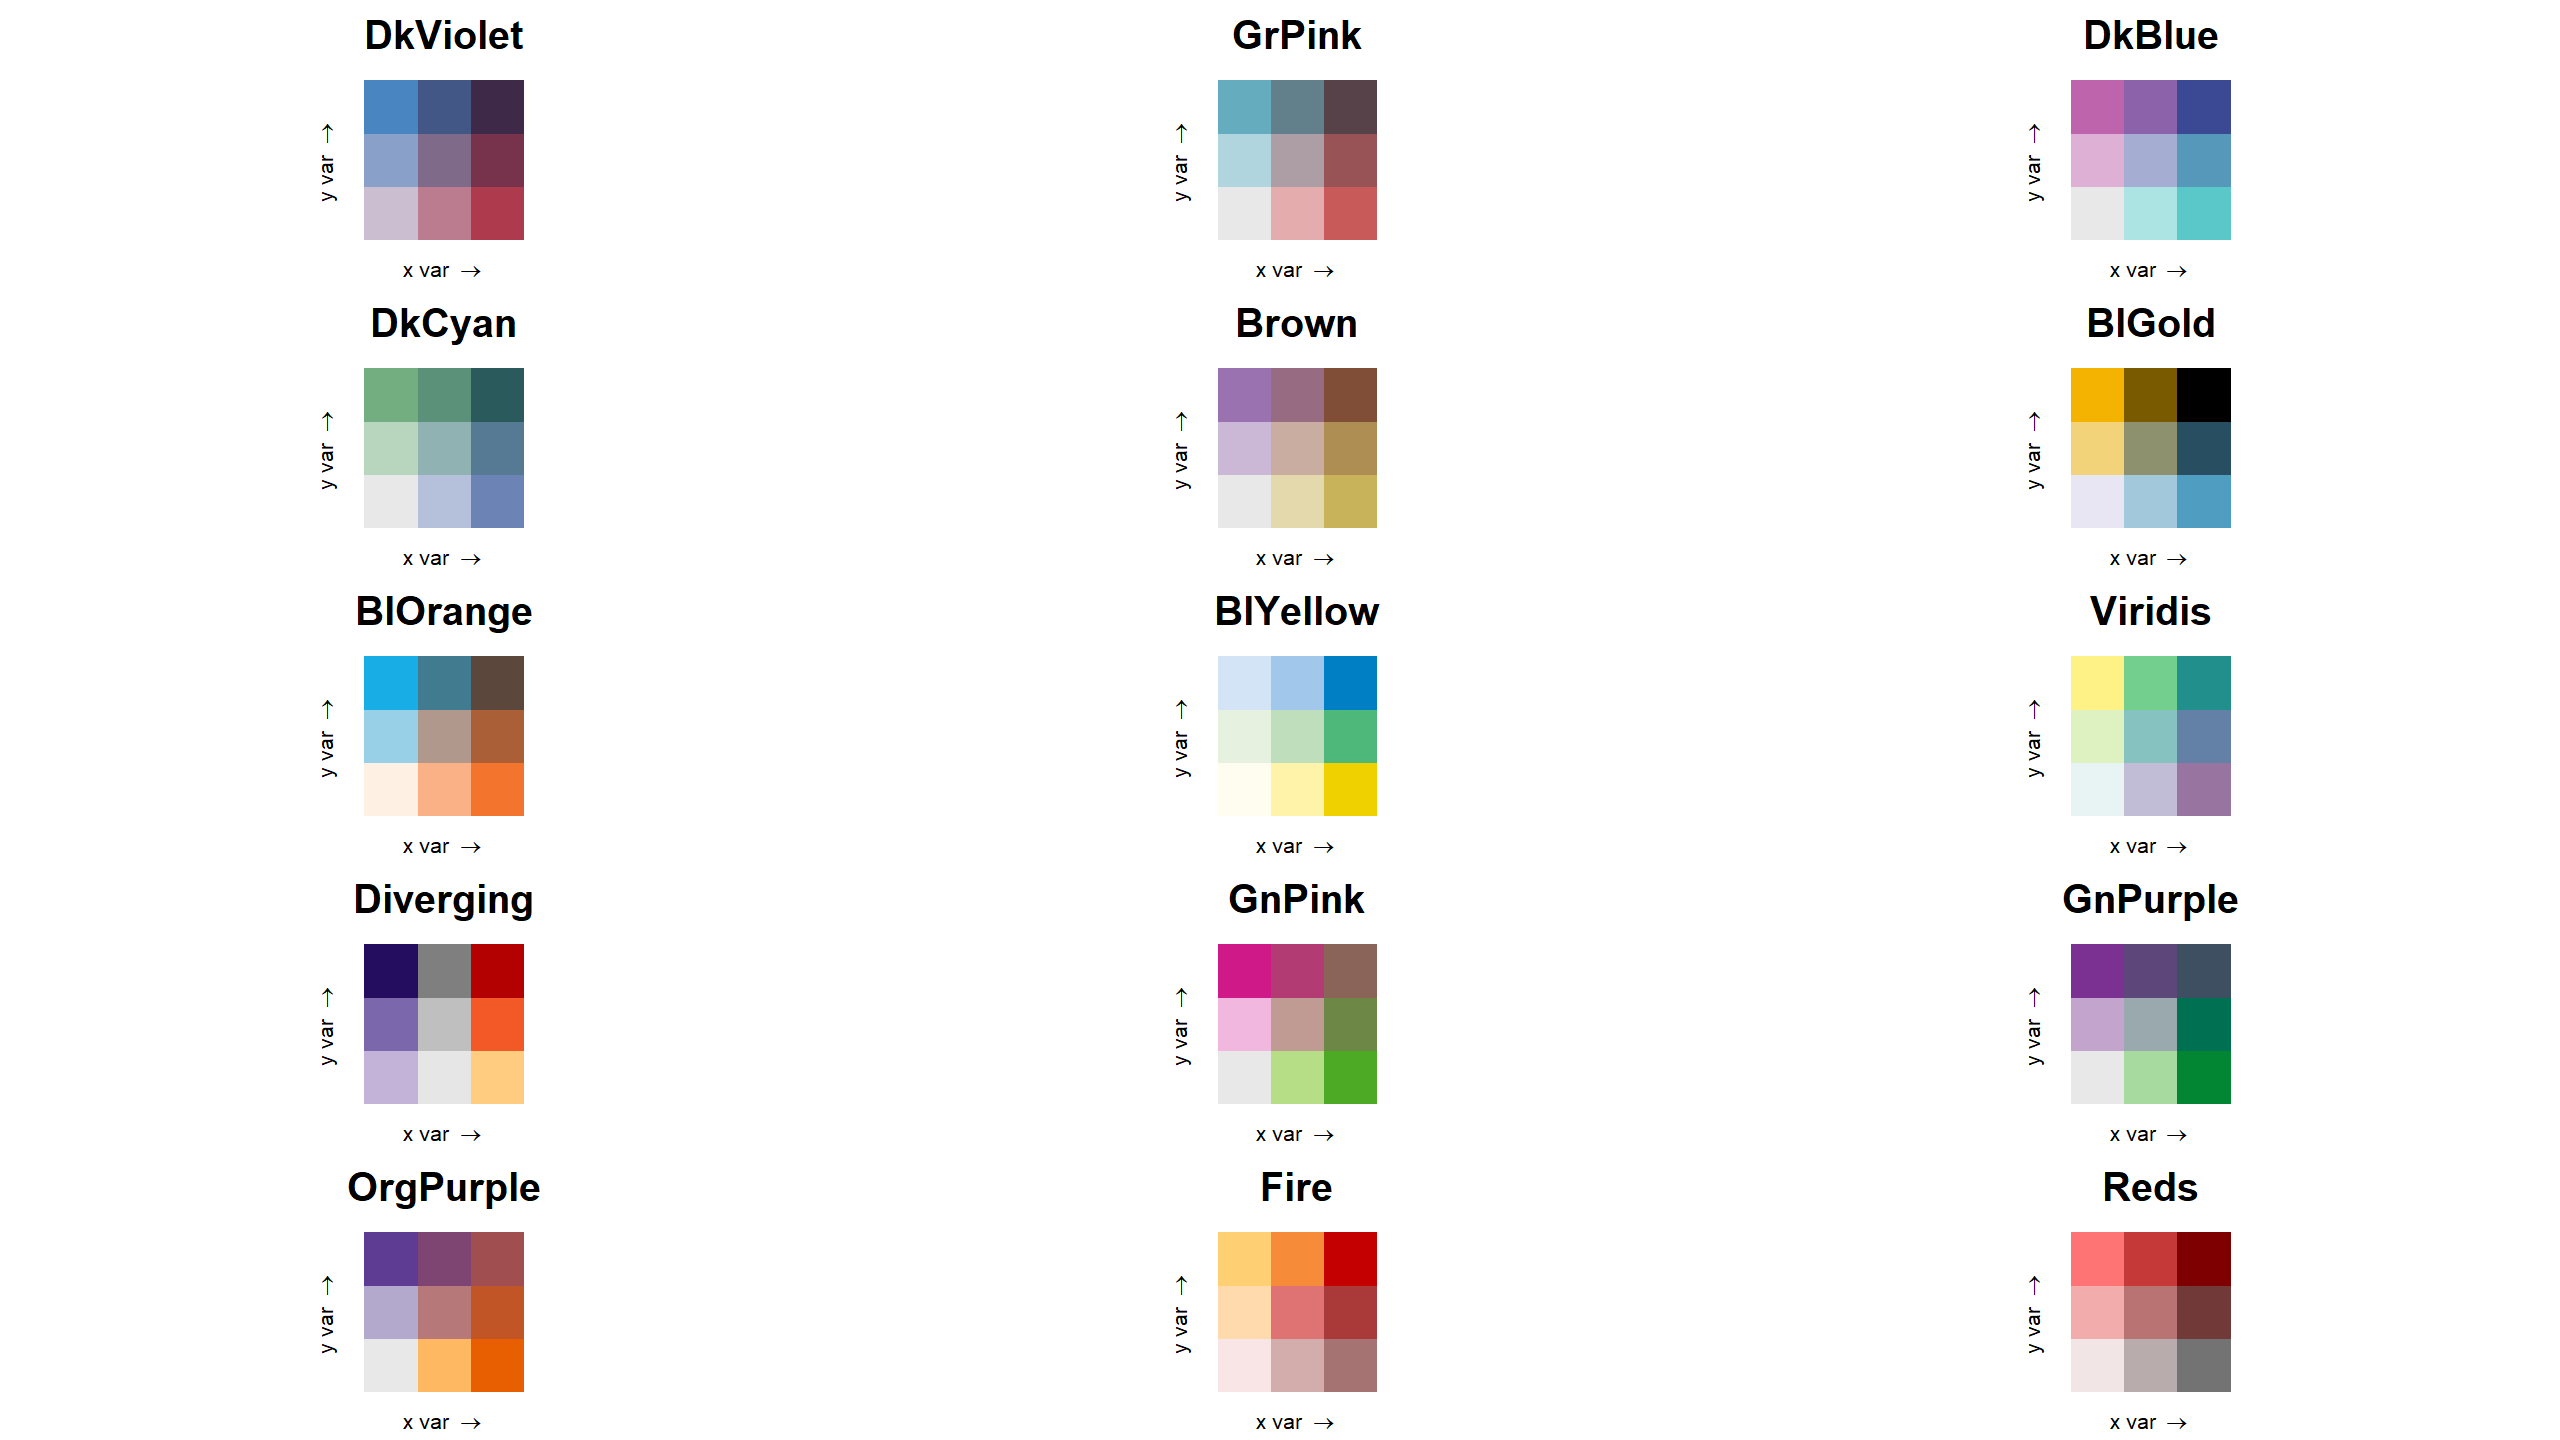 DkViolet
y var →
x var →
GrPink
y var →
x var →
DkBlue
y var →
x var →
DkCyan
y var →
x var →
Brown
y var →
x var →
BlGold
y var →
x var →
BlOrange
y var →
x var →
BlYellow
y var →
x var →
Viridis
y var →
x var →
Diverging
y var →
x var →
GnPink
y var →
x var →
GnPurple
y var →
x var →
OrgPurple
y var →
x var →
Fire
y var →
x var →
Reds
y var →
x var →